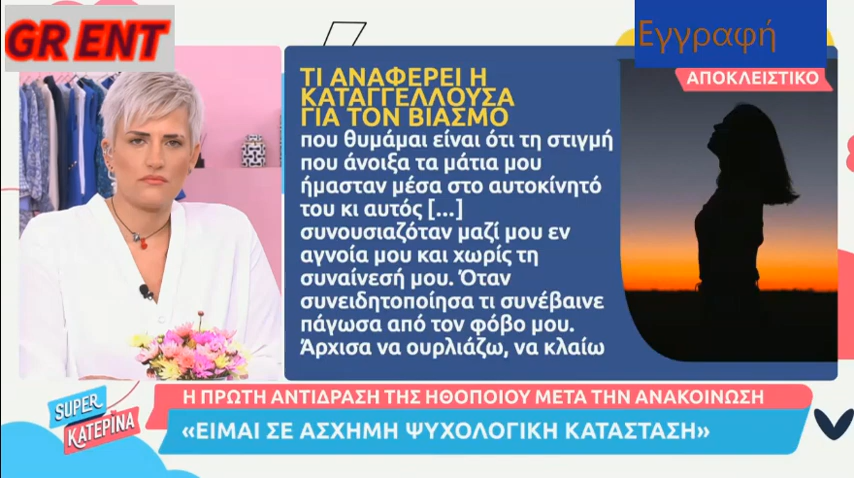 GR ENT
Εγγραφή
ΑΠΟΚΛΕΙΣΤΙΚΟ
ΤΙ ΑΝΑΦΕΡΕΙ Η
ΚΑΤΑΓΓΕΛΛΟΥΣΑ
ΓΙΑ ΤΟΝ ΒΙΑΣΜΟ
που θυμάμαι είναι ότι τη στιγμή
που άνοιξα τα μάτια μου
ήμασταν μέσα στο αυτοκίνητό
του κι αυτός [...]
συνουσιαζόταν μαζί μου εν
αγνοία μου και χωρίς τη
συναίνεσή μου. Όταν
συνειδητοποίησα τι συνέβαινε
πάγωσα από τον φόβο μου.
Άρχισα να ουρλιάζω, να κλαίω
Η ΠΡΩΤΗ ΑΝΤΙΔΡΑΣΗ ΤΗΣ ΗΘΟΠΟΙΟΥ ΜΕΤΑ ΤΗΝ ΑΝΑΚΟΙΝΩΣΗ
SUPER
ΚΑΤΕΡΪΝΑ
«ΕΙΜΑΙ ΣΕ ΑΣΧΗΜΗ ΨΥΧΟΛΟΓΙΚΗ ΚΑΤΑΣΤΑΣΗ»